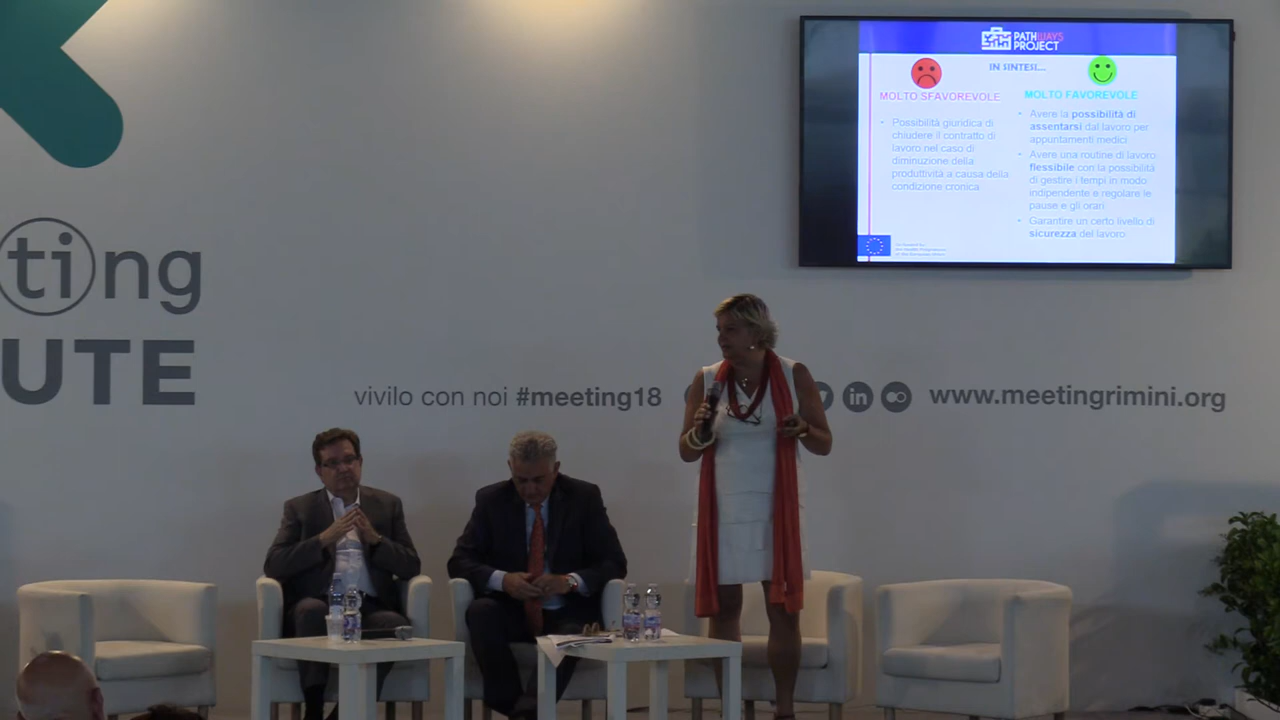 PATHWAYS
PROJECT
IN SINTESI...
MOLTO SFAVOREVOLE
• Possibilità giuridica di
chiudere il contratto di
lavoro nel caso di
diminuzione della
produttività a causa della
condizione cronica
MOLTO FAVOREVOLE
• Avere la possibilità di
assentarsi dal lavoro per
appuntamenti medici
• Avere una routine di lavoro
flessibile con la possibilità
di gestire i tempi in modo
indipendente e regolare le
pause e gli orari
• Garantire un certo livello di
sicurezza del lavoro
ting
UTE
vivilo con noi #meeting18
in
www.meetingrimini.org